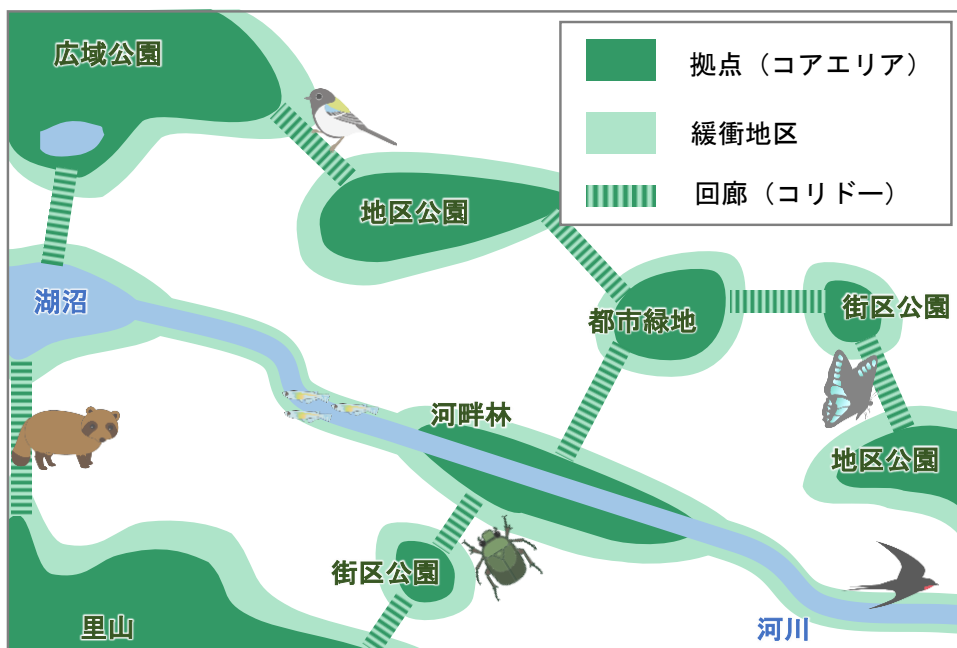 広域公園
拠点（コアエリア）
緩衝地区
回廊（コリドー）
地区公園
湖沼
都市緑地
街区公園
河畔林
地区公園
街区公園
里山
河川